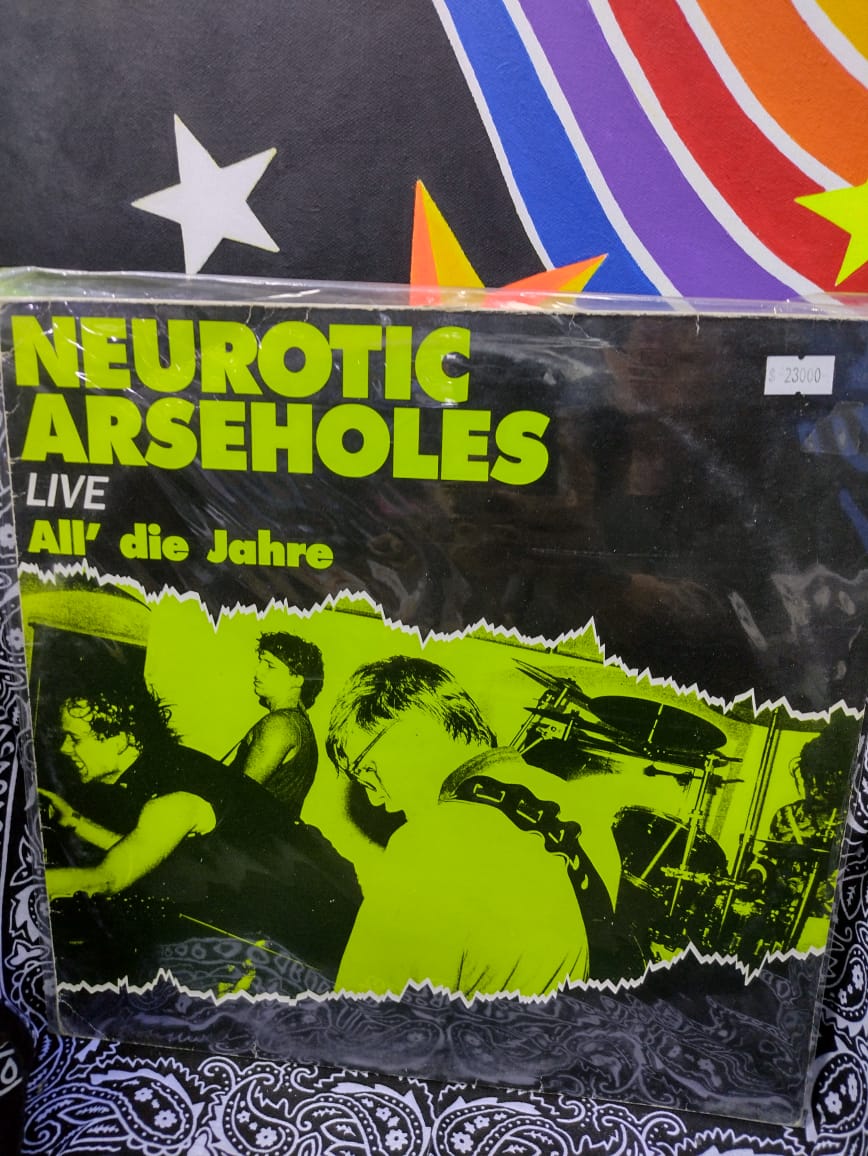 NEUROTIC
$ 23000
ARSEHOLES
LIVE
All' die Jahre